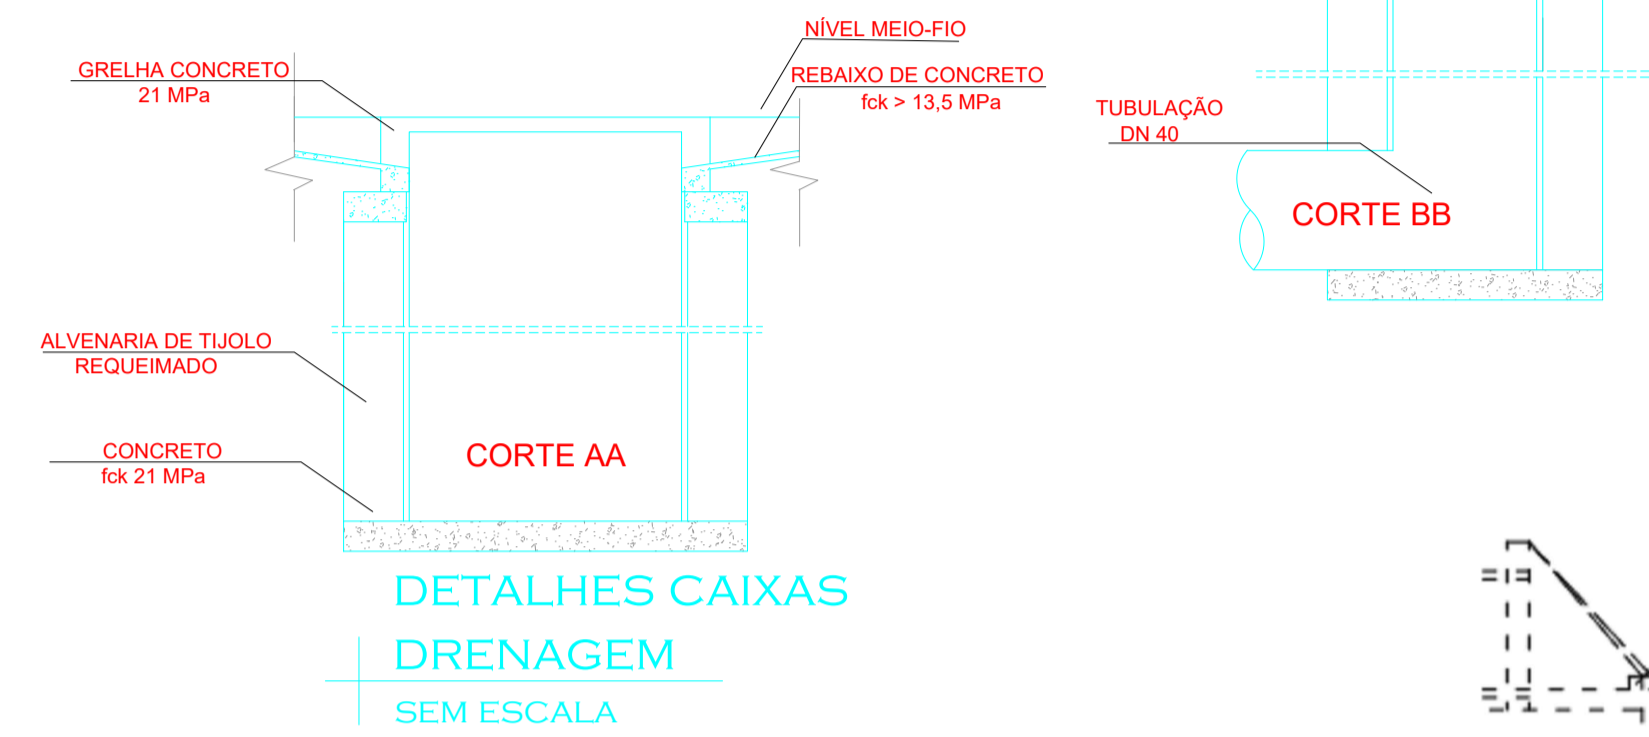 NÍVEL MEIO-FIO
GRELHA CONCRETO
21 MPa
REBAIXO DE CONCRETO
fck > 13,5 MPa
TUBULAÇÃO
DN 40
CORTE BB
ALVENARIA DE TIJOLO
REQUEIMADO
CONCRETO
fck 21 MPa
CORTE AA
DETALHES CAIXAS
DRENAGEM
SEM ESCALA